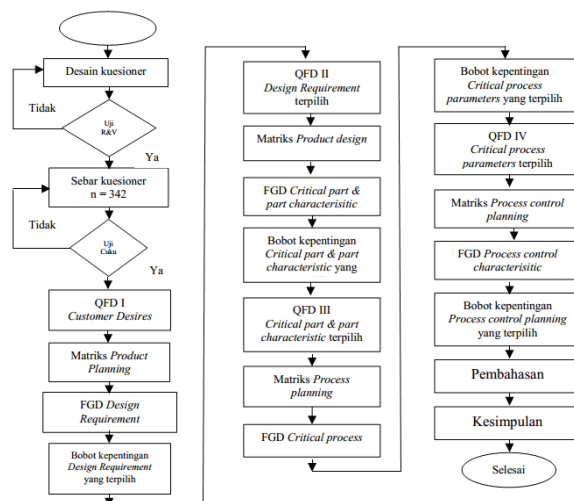 Desain kuesioner
Tidak
Uji
R&V
Ya
Sebar kuesioner
n = 342
Tidak
Uji
Cuku
Ya
QFD I
Customer Desires
Matriks Product
Planning
FGD Design
Requirement
Bobot kepentingan
Design Requirement
yang terpilih
QFD II
Design Requirement
terpilih
Matriks Product design
FGD Critical part &
part characterisitic
Bobot kepentingan
Critical part & part
characteristic yang
QFD III
Critical part & part
characteristic terpilih
Matriks Process
planning
FGD Critical process
Bobot kepentingan
Critical process
parameters yang terpilih
QFD IV
Critical process
parameters terpilih
Matriks Process control
planning
FGD Process control
characterisitic
Bobot kepentingan
Process control planning
yang terpilih
Pembahasan
Kesimpulan
Selesai